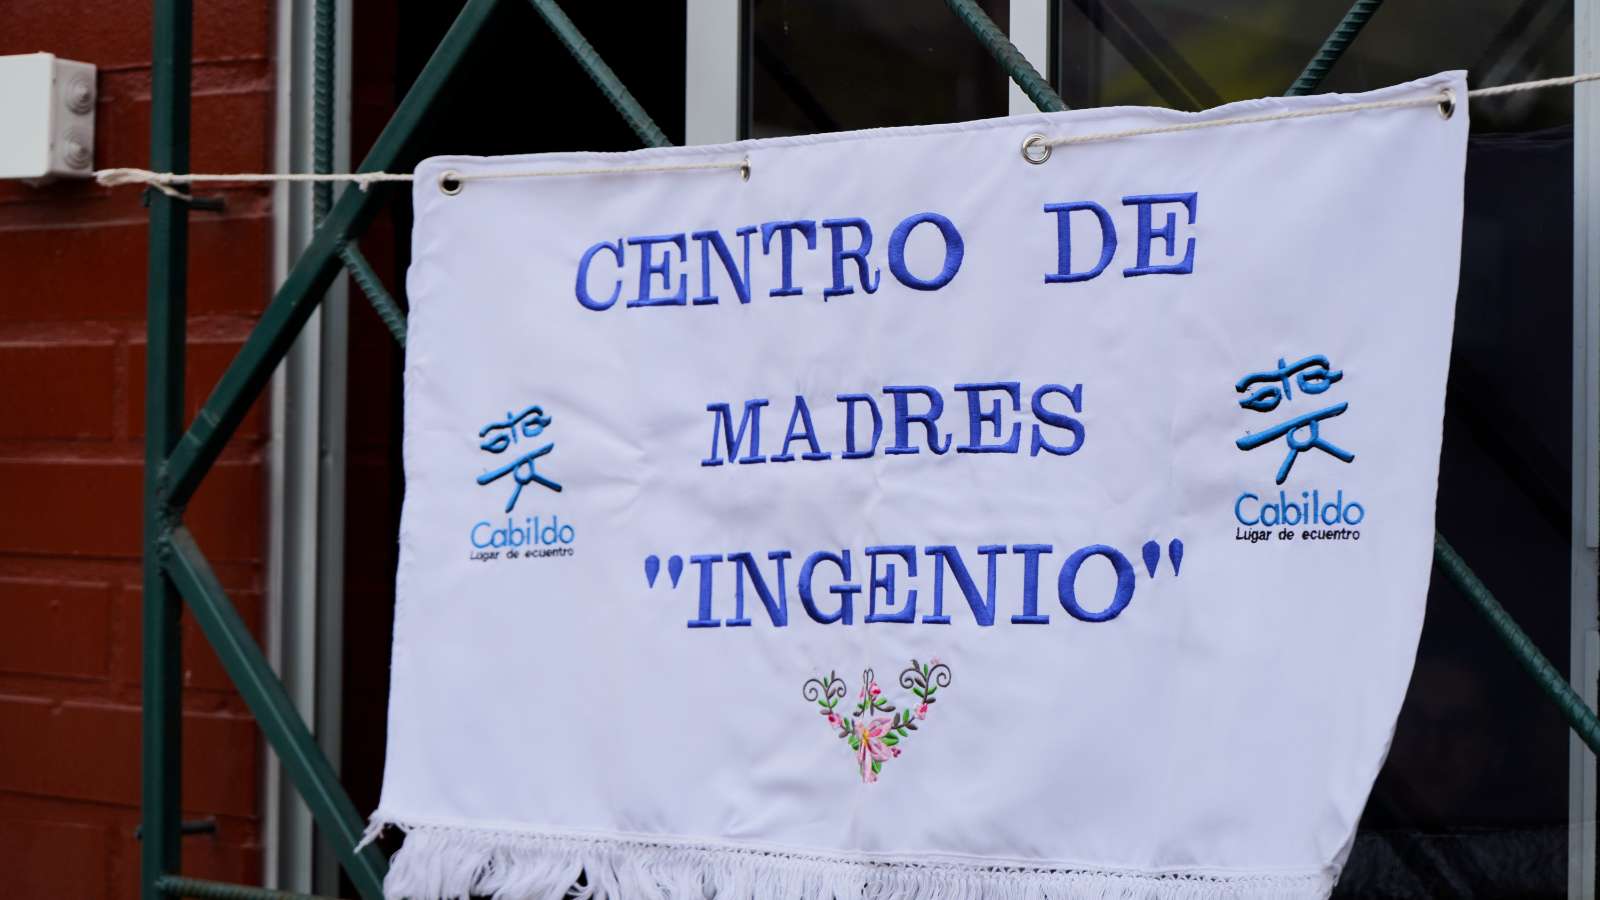 CENTRO DE
MADRES
"INGENIO"
Cabildo
Lugar de ecuentro
Cabildo
Lugar de ecuentro